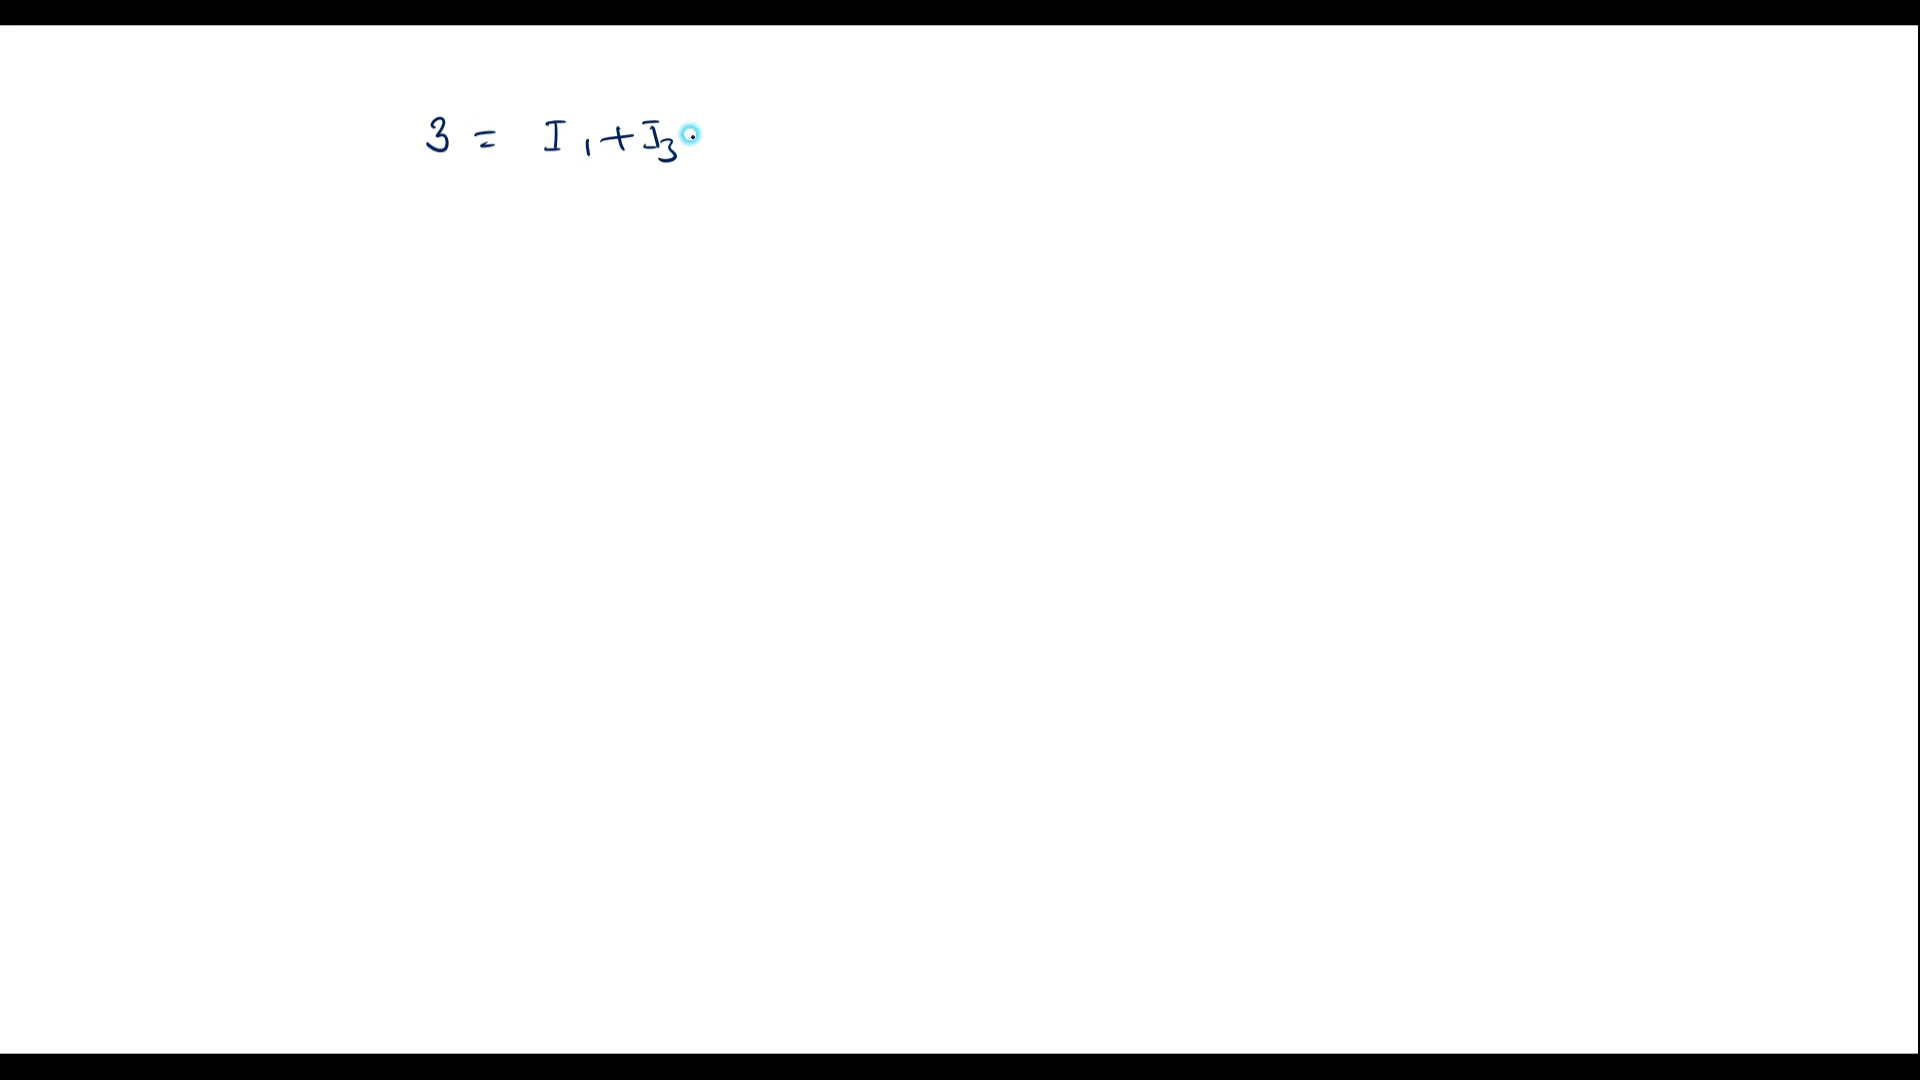 3 = I₁ + I₃